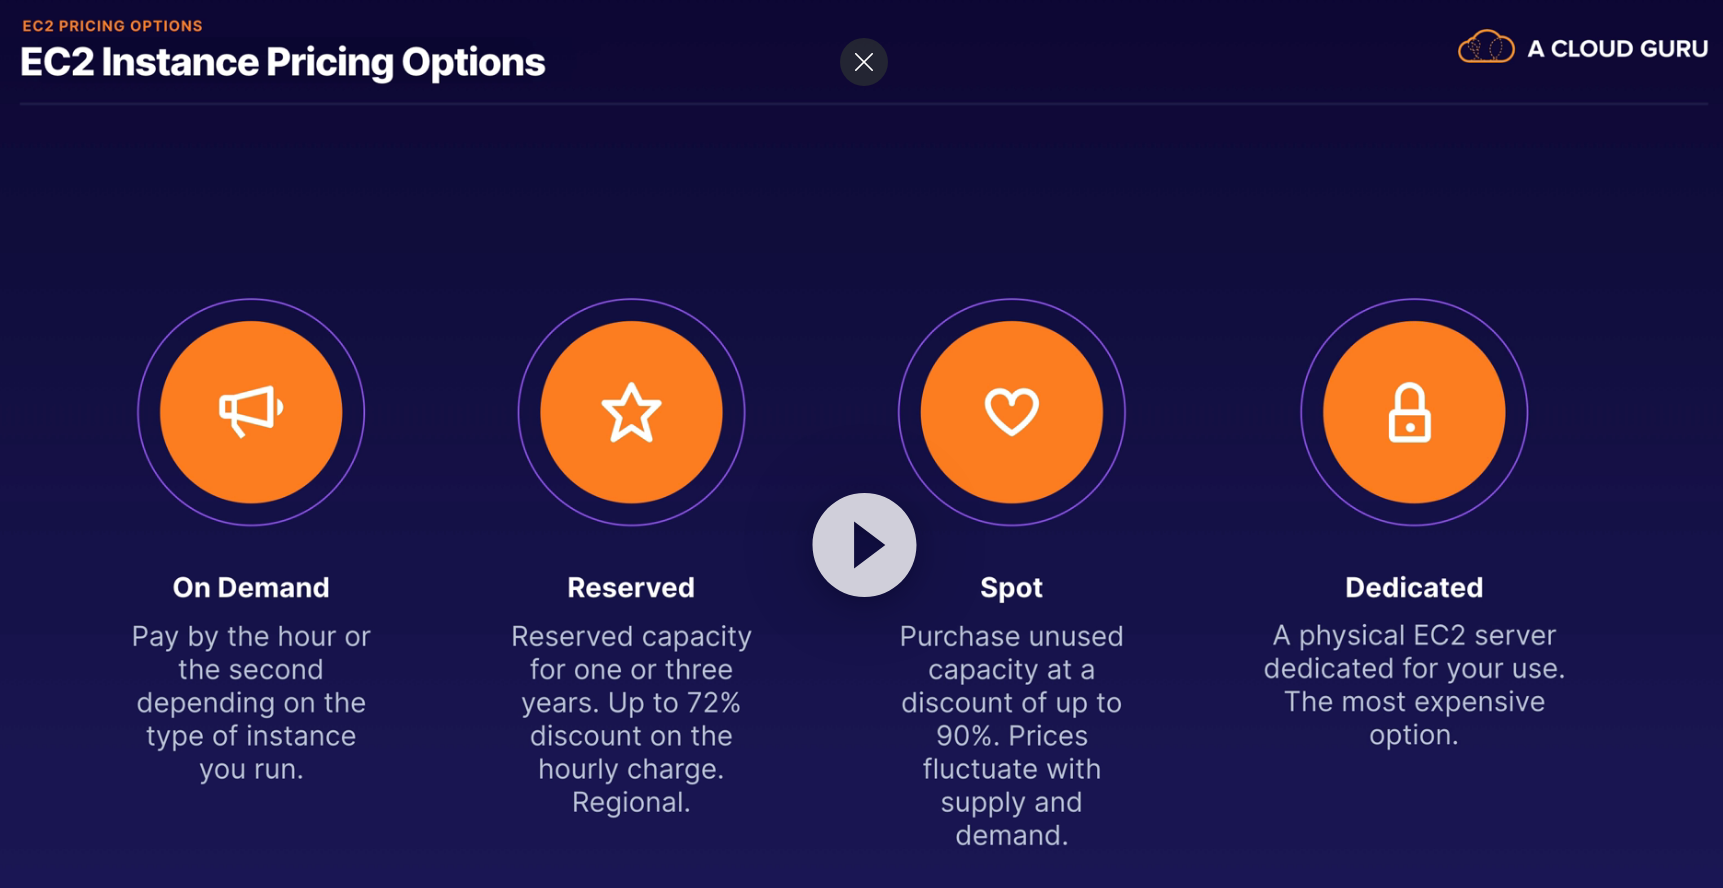 EC2 PRICING OPTIONS
EC2 Instance Pricing Options
A CLOUD GURU
On Demand
Pay by the hour or
the second
depending on the
type of instance
you run.
Reserved
Reserved capacity
for one or three
years. Up to 72%
discount on the
hourly charge.
Regional.
Spot
Purchase unused
capacity at a
discount of up to
90%. Prices
fluctuate with
supply and
demand.
Dedicated
A physical EC2 server
dedicated for your use.
The most expensive
option.